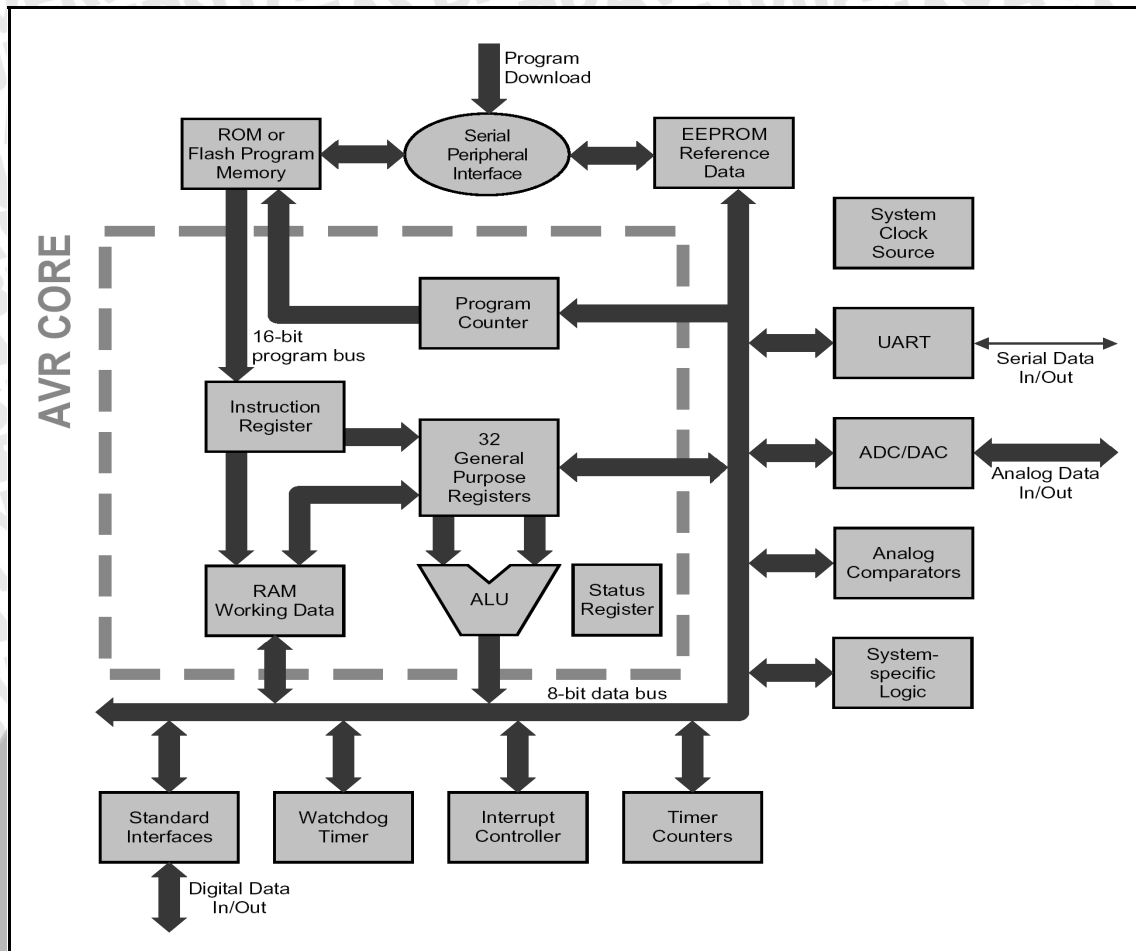 Program
Download
ROM or
Flash Program
Memory
Serial
Peripheral
Interface
EEPROM
Reference
Data
System
Clock
Source
AVR CORE
Program
Counter
16-bit
program bus
UART
Serial Data
In/Out
Instruction
Register
32
General
Purpose
Registers
ADC/DAC
Analog Data
In/Out
RAM
Working Data
ALU
Status
Register
Analog
Comparators
System-
specific
Logic
8-bit data bus
Standard
Interfaces
Watchdog
Timer
Interrupt
Controller
Timer
Counters
Digital Data
In/Out